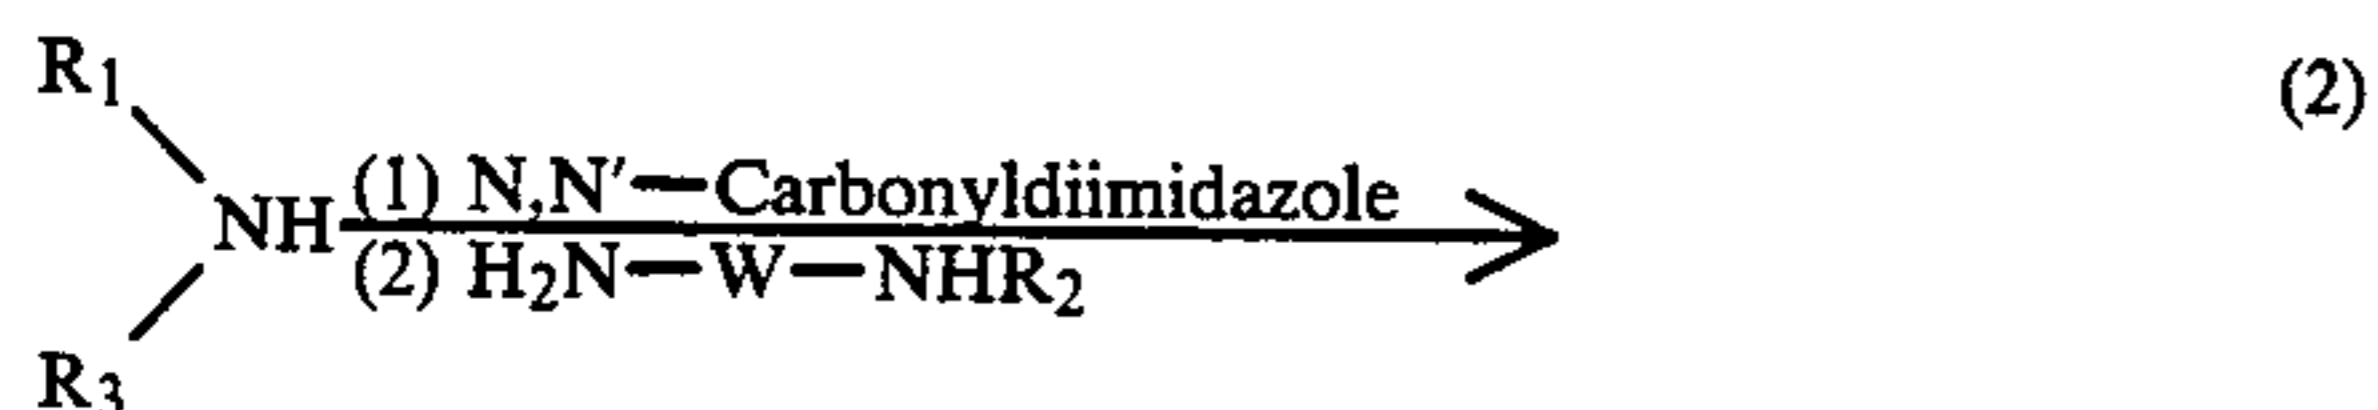 R1
(2)
(1) N,N'—Carbonyldiimidazole
NH
(2) H2N—W—NHR2
R3